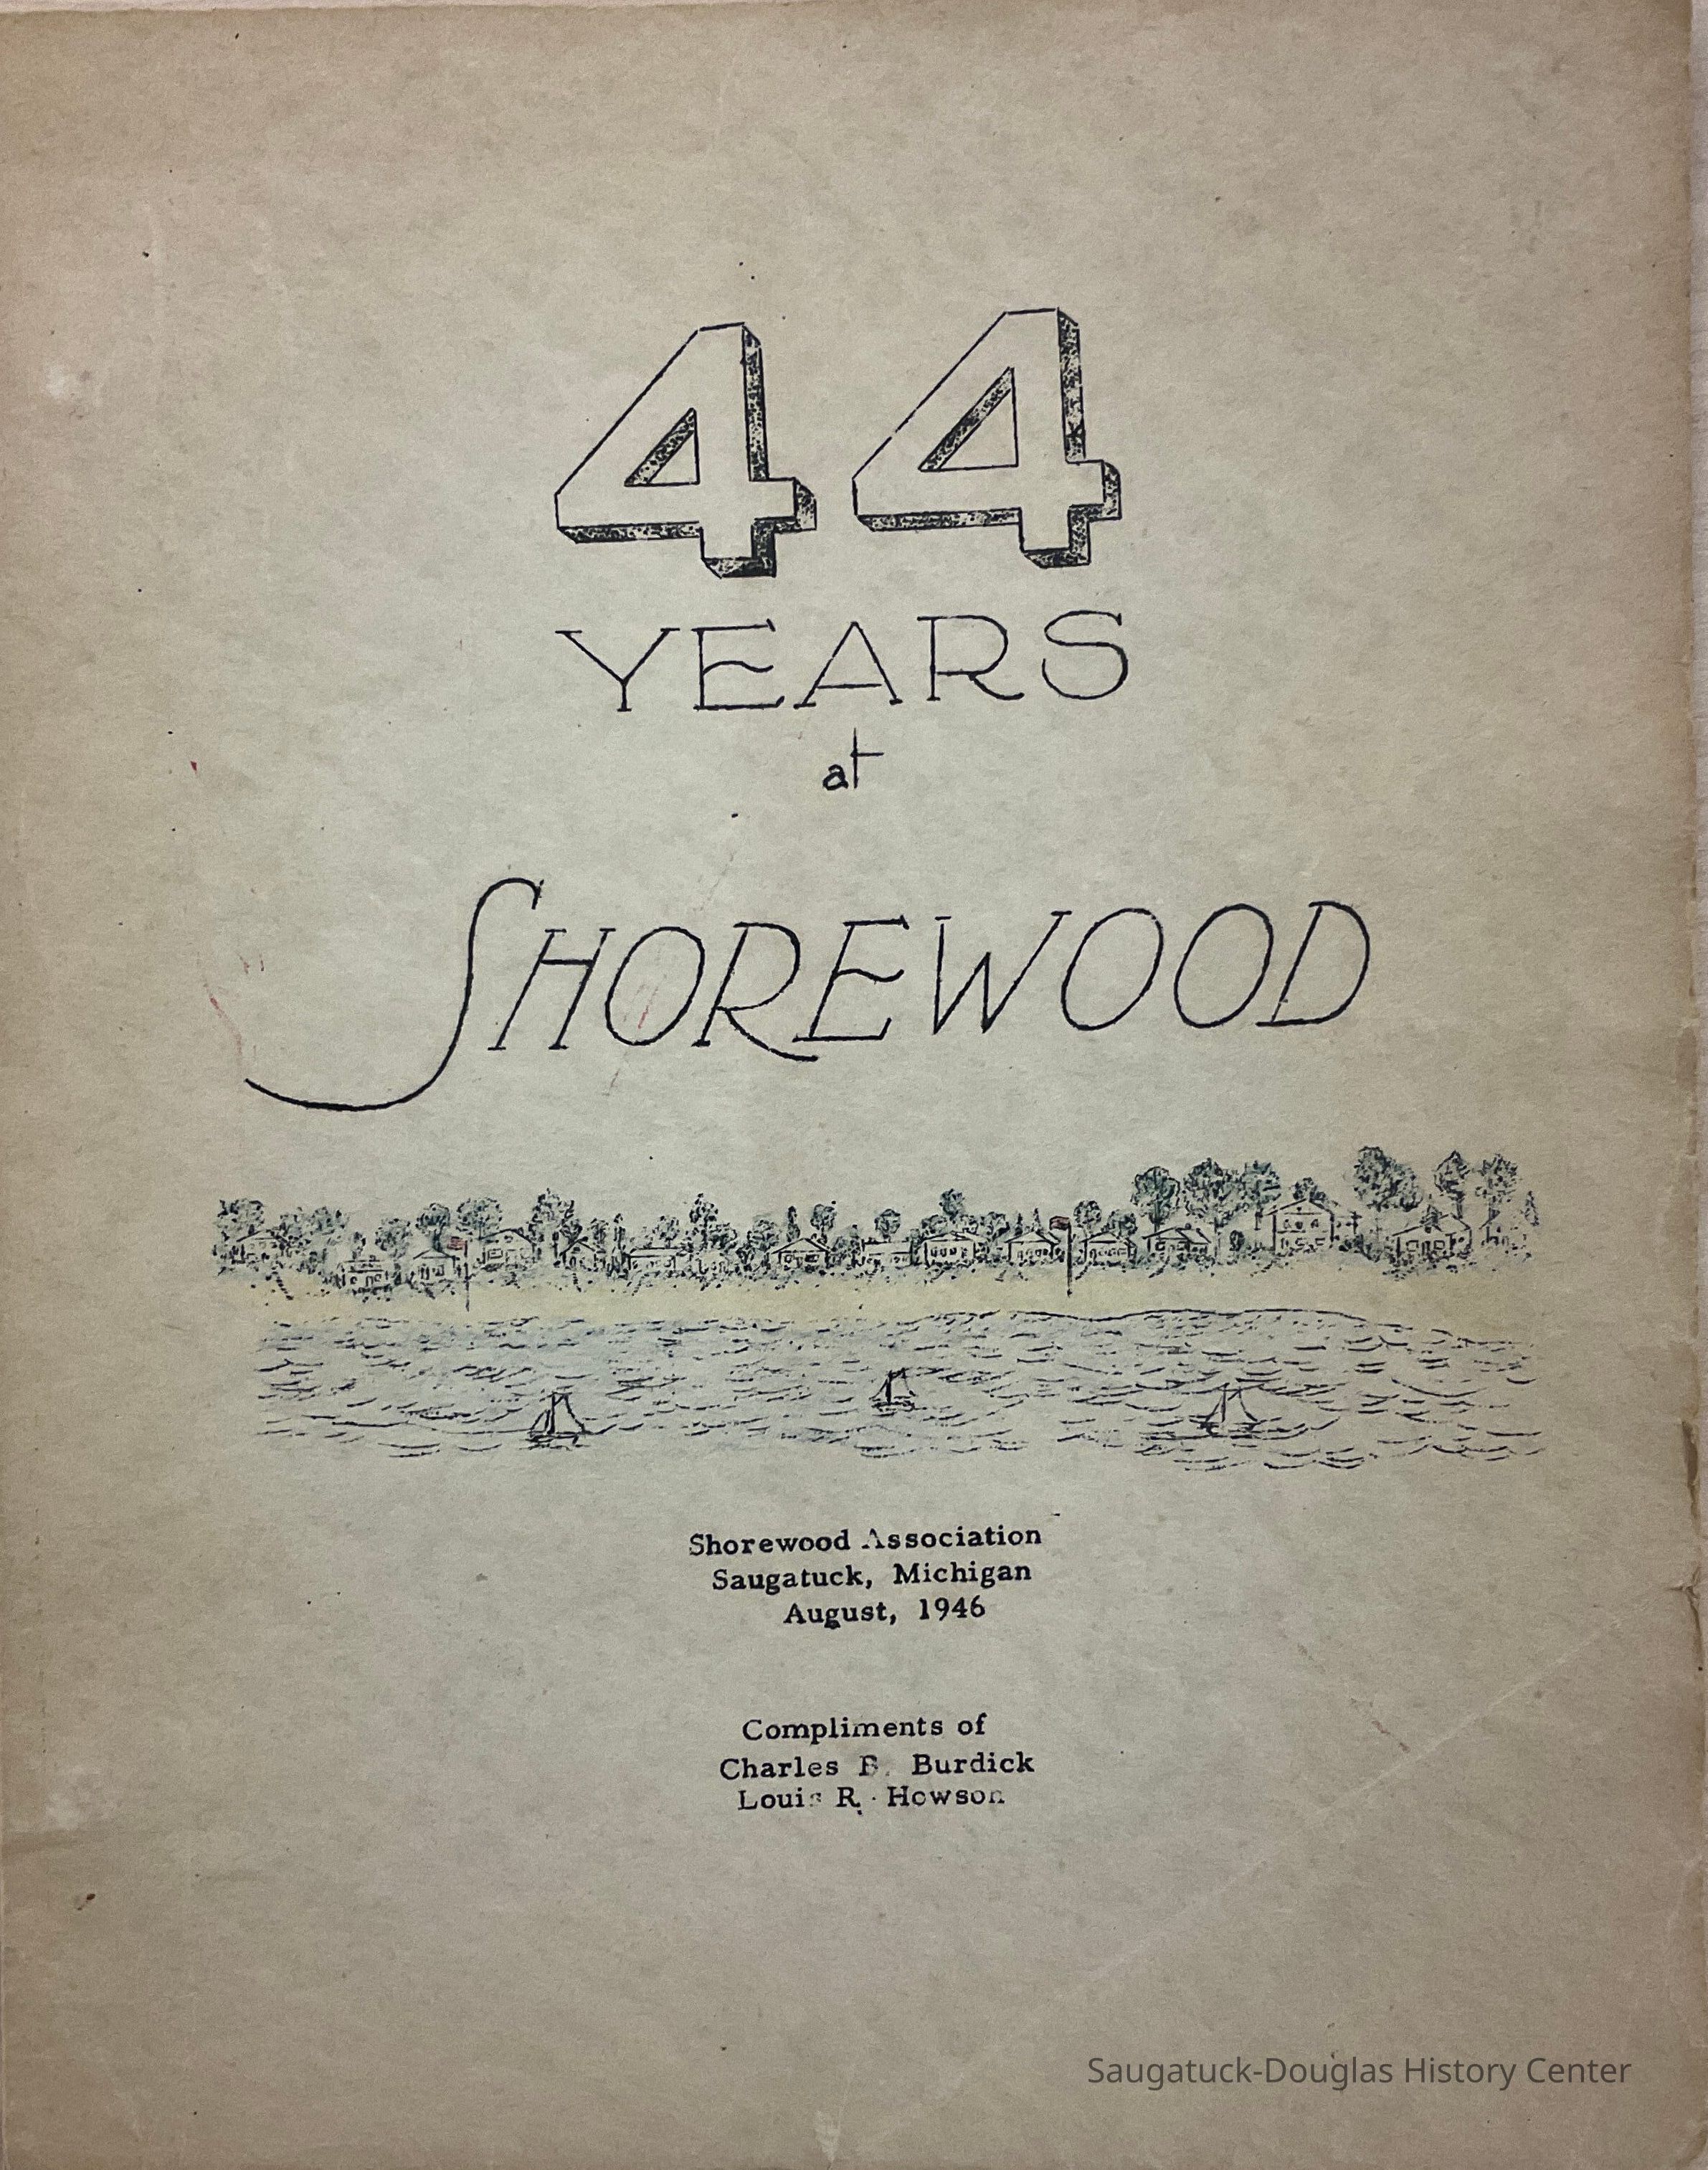 44
YEARS
at
SHOREWOOD
Shorewood Association
Saugatuck, Michigan
August, 1946
Compliments of
Charles B. Burdick
Louis R. Howson
Saugatuck-Douglas History Center